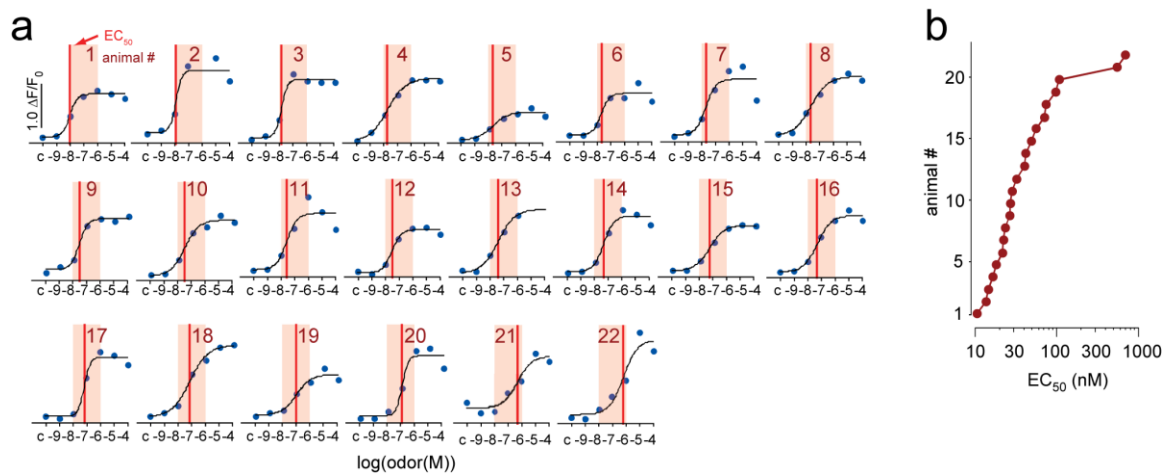 a
EC50
animal #
1.0 ΔF/F0
1 2 3 4 5 6 7 8
c -9-8-7-6-5-4 c -9-8-7-6-5-4 c -9-8-7-6-5-4 c -9-8-7-6-5-4 c -9-8-7-6-5-4 c -9-8-7-6-5-4 c -9-8-7-6-5-4 c -9-8-7-6-5-4
9 10 11 12 13 14 15 16
c -9-8-7-6-5-4 c -9-8-7-6-5-4 c -9-8-7-6-5-4 c -9-8-7-6-5-4 c -9-8-7-6-5-4 c -9-8-7-6-5-4 c -9-8-7-6-5-4 c -9-8-7-6-5-4
17 18 19 20 21 22
c -9-8-7-6-5-4 c -9-8-7-6-5-4 c -9-8-7-6-5-4 c -9-8-7-6-5-4 c -9-8-7-6-5-4 c -9-8-7-6-5-4
log(odor(M))
b
animal #
20
15
10
5
1
10 30 100 1000
EC50 (nM)